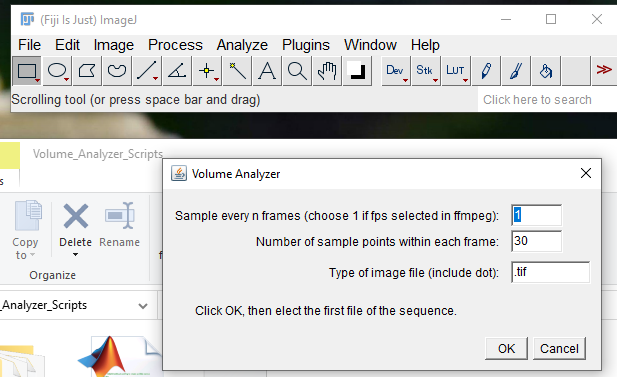 (Fiji Is Just) ImageJ
File Edit Image Process Analyze Plugins Window Help
Dev Stk LUT >>
Scrolling tool (or press space bar and drag) Click here to search
Volume_Analyzer_Scripts
s
Copy to Delete Rename
Organize
_Analyzer_Scripts
Volume Analyzer
Sample every n frames (choose 1 if fps selected in ffmpeg): 1
Number of sample points within each frame: 30
Type of image file (include dot): .tif
Click OK, then elect the first file of the sequence.
OK Cancel